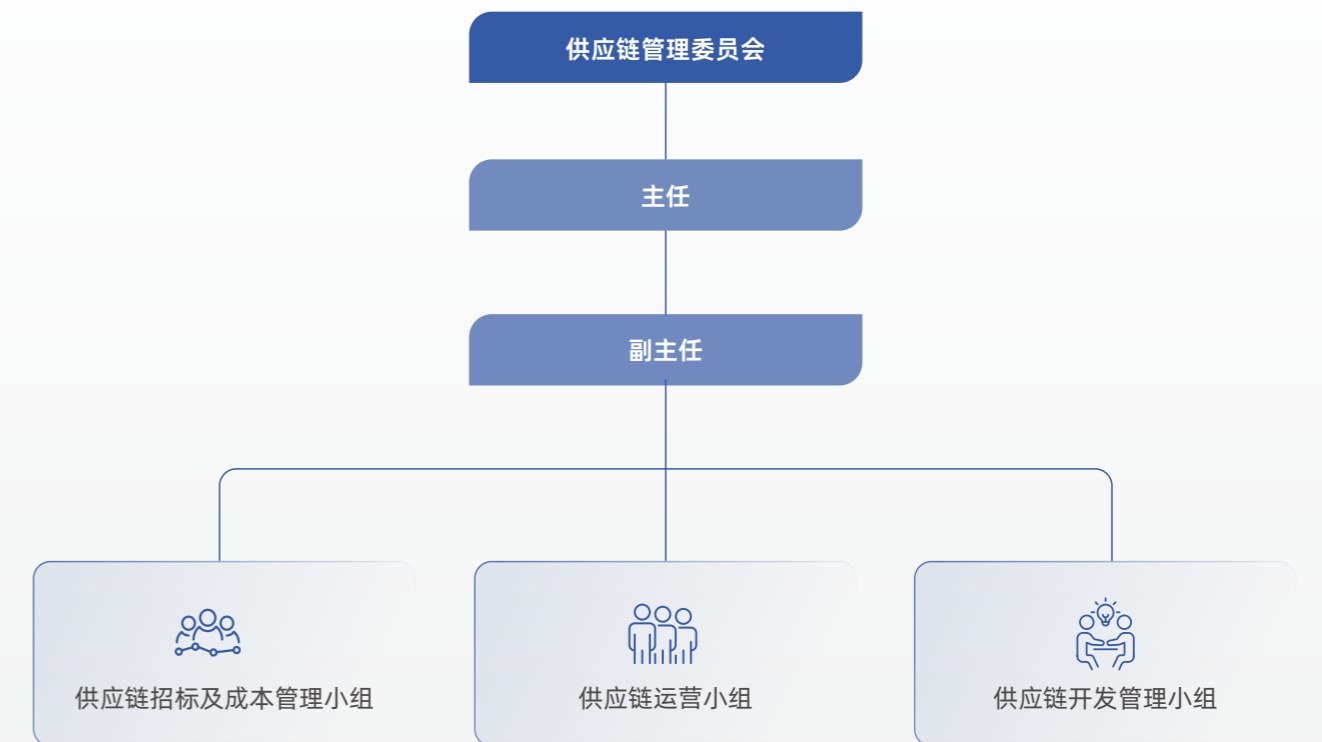 供应链管理委员会
主任
副主任
供应链招标及成本管理小组
供应链运营小组
供应链开发管理小组